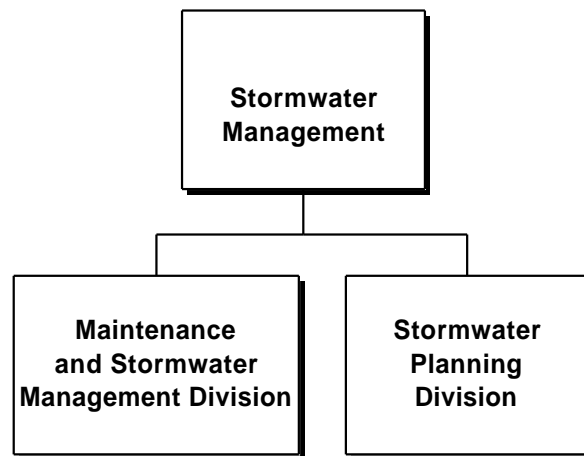 Stormwater
Management
Maintenance
and Stormwater
Management Division
Stormwater
Planning
Division